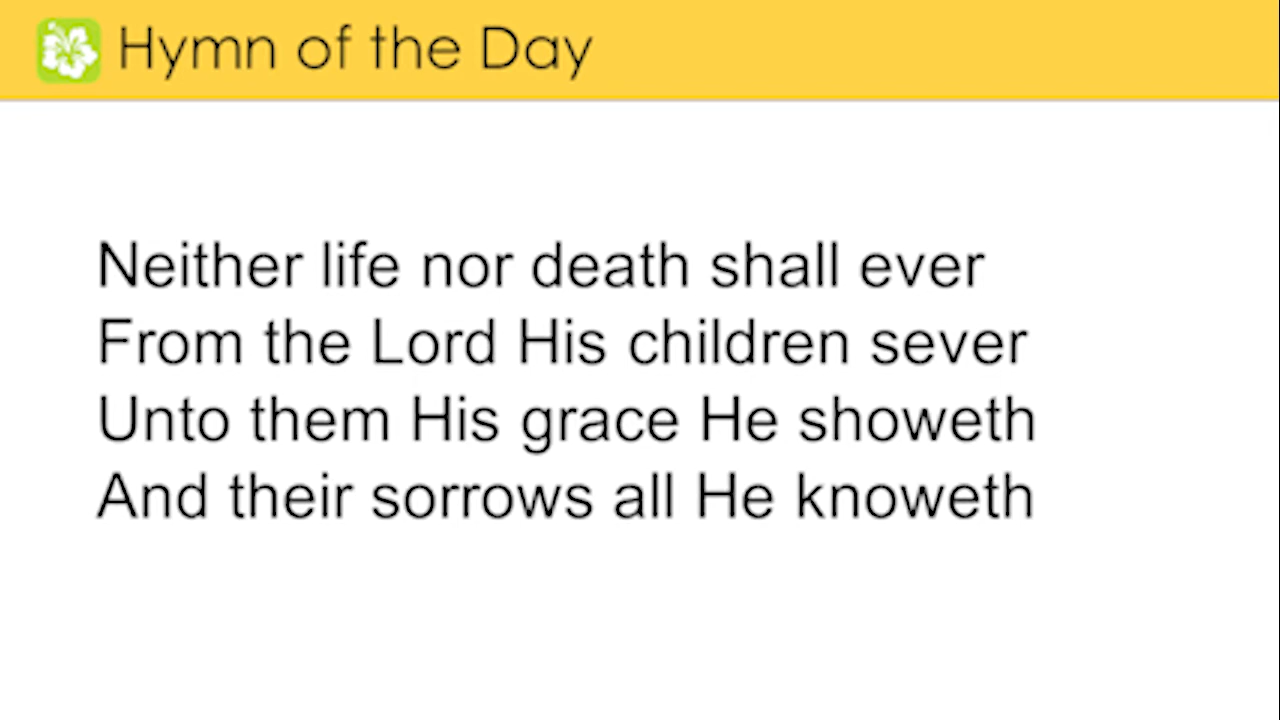 Hymn of the Day
Neither life nor death shall ever
From the Lord His children sever
Unto them His grace He showeth
And their sorrows all He knoweth